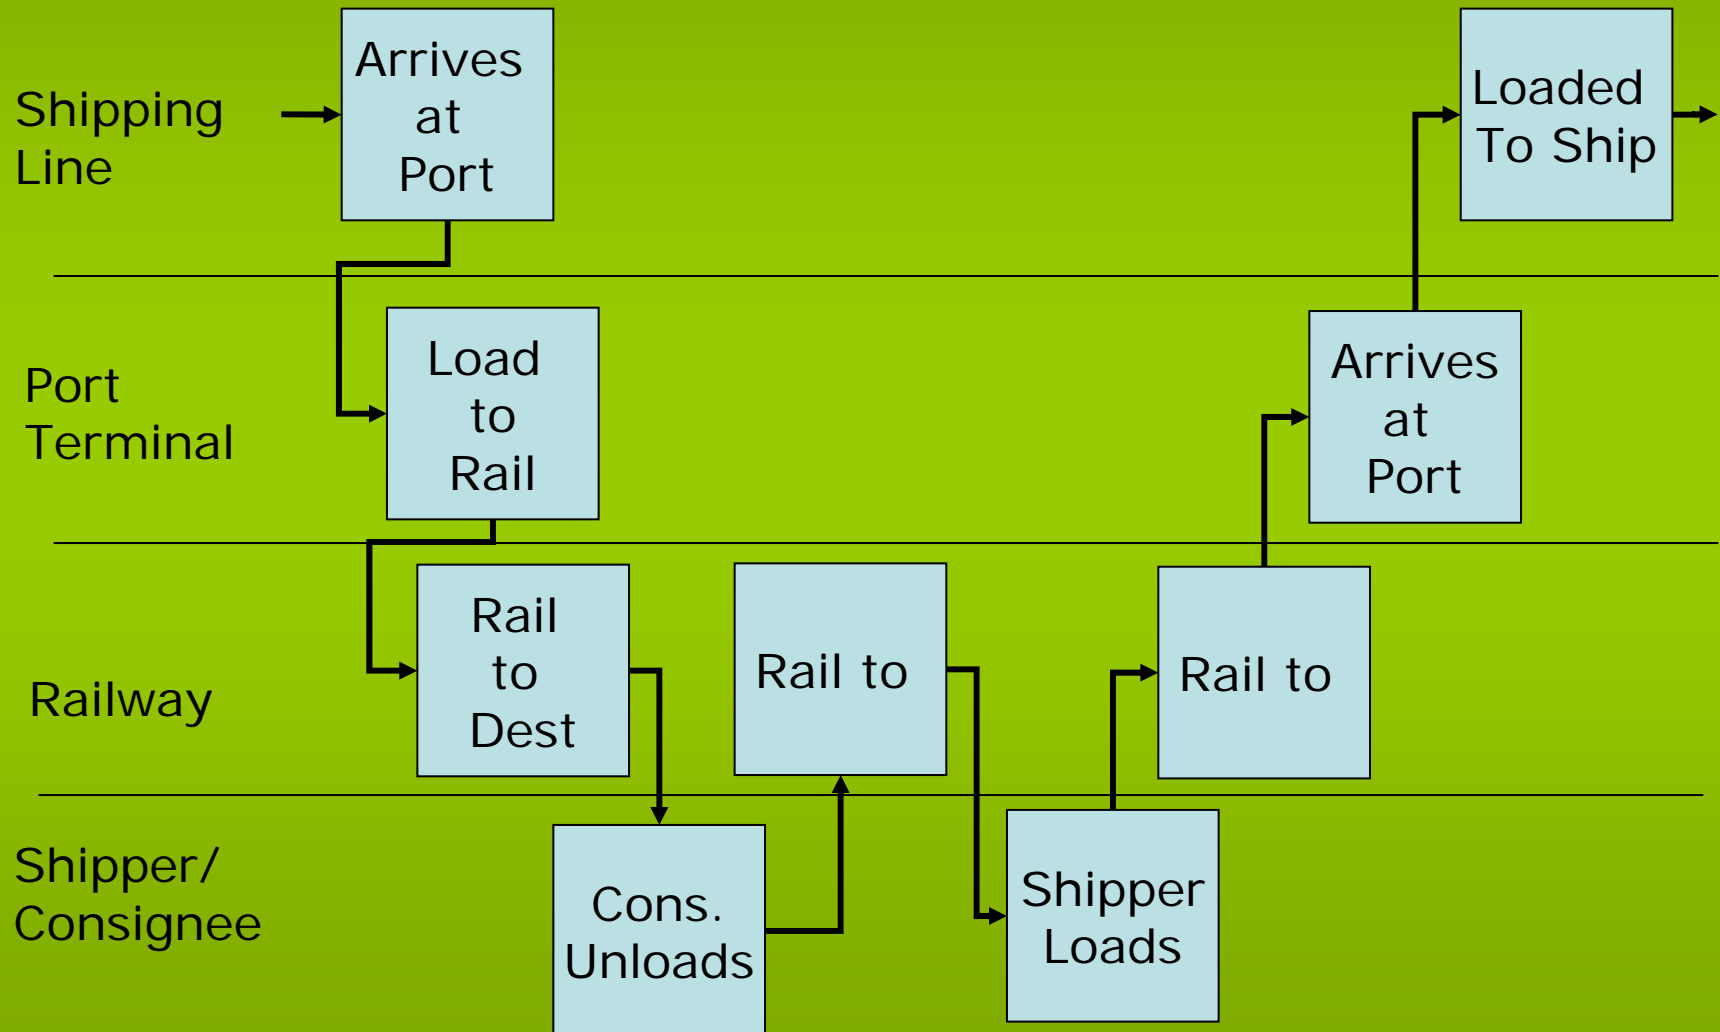 Shipping
Line
Arrives
at
Port
Loaded
To Ship
Port
Terminal
Load
to
Rail
Arrives
at
Port
Railway
Rail
to
Dest
Rail to
Rail to
Shipper/
Consignee
Cons.
Unloads
Shipper
Loads